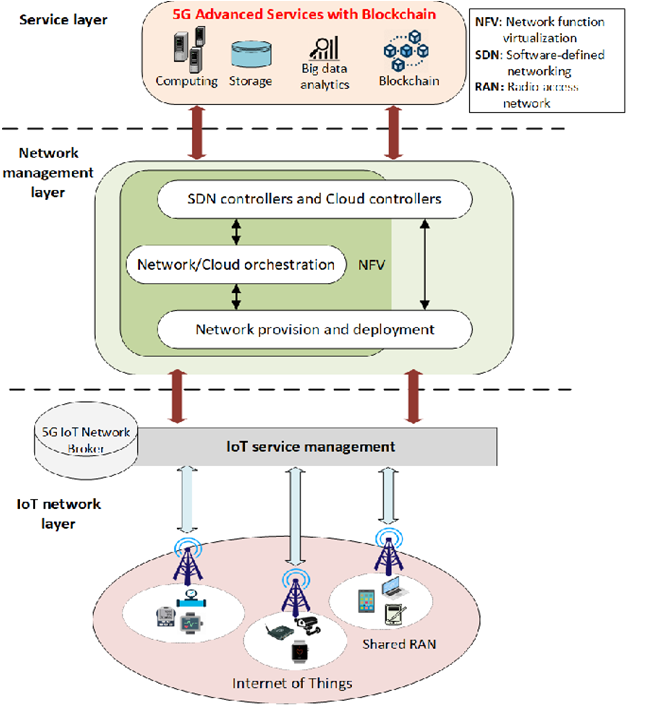 Service layer
5G Advanced Services with Blockchain
Computing
Storage
Big data
analytics
Blockchain
NFV: Network function
virtualization
SDN: Software-defined
networking
RAN: Radio access
network
Network
management
layer
SDN controllers and Cloud controllers
Network/Cloud orchestration
NFV
Network provision and deployment
5G IoT Network
Broker
IoT service management
IoT network
layer
Shared RAN
Internet of Things